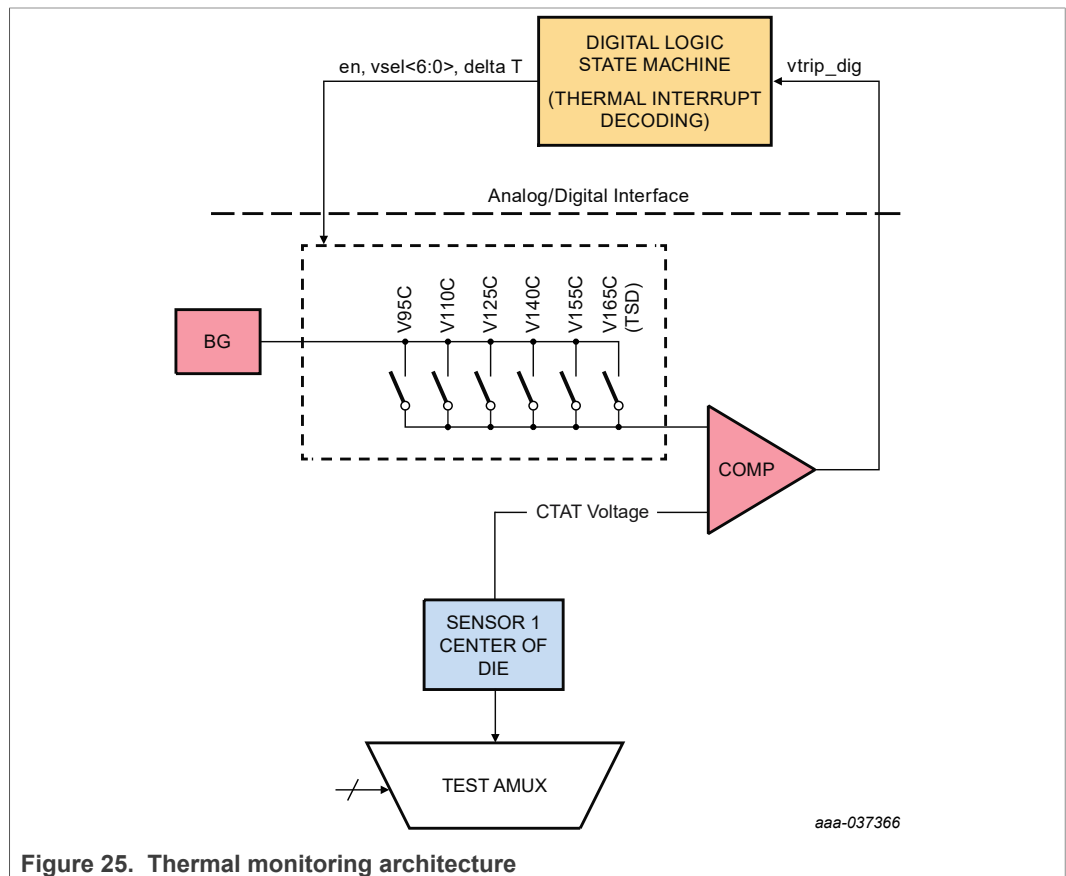 DIGITAL LOGIC
STATE MACHINE
(THERMAL INTERRUPT
DECODING)
en, vsel<6:0>, delta T
vtrip_dig
Analog/Digital Interface
V95C
V110C
V125C
V140C
V155C
V165C
(TSD)
BG
COMP
CTAT Voltage
SENSOR 1
CENTER OF
DIE
TEST AMUX
aaa-037366
Figure 25. Thermal monitoring architecture